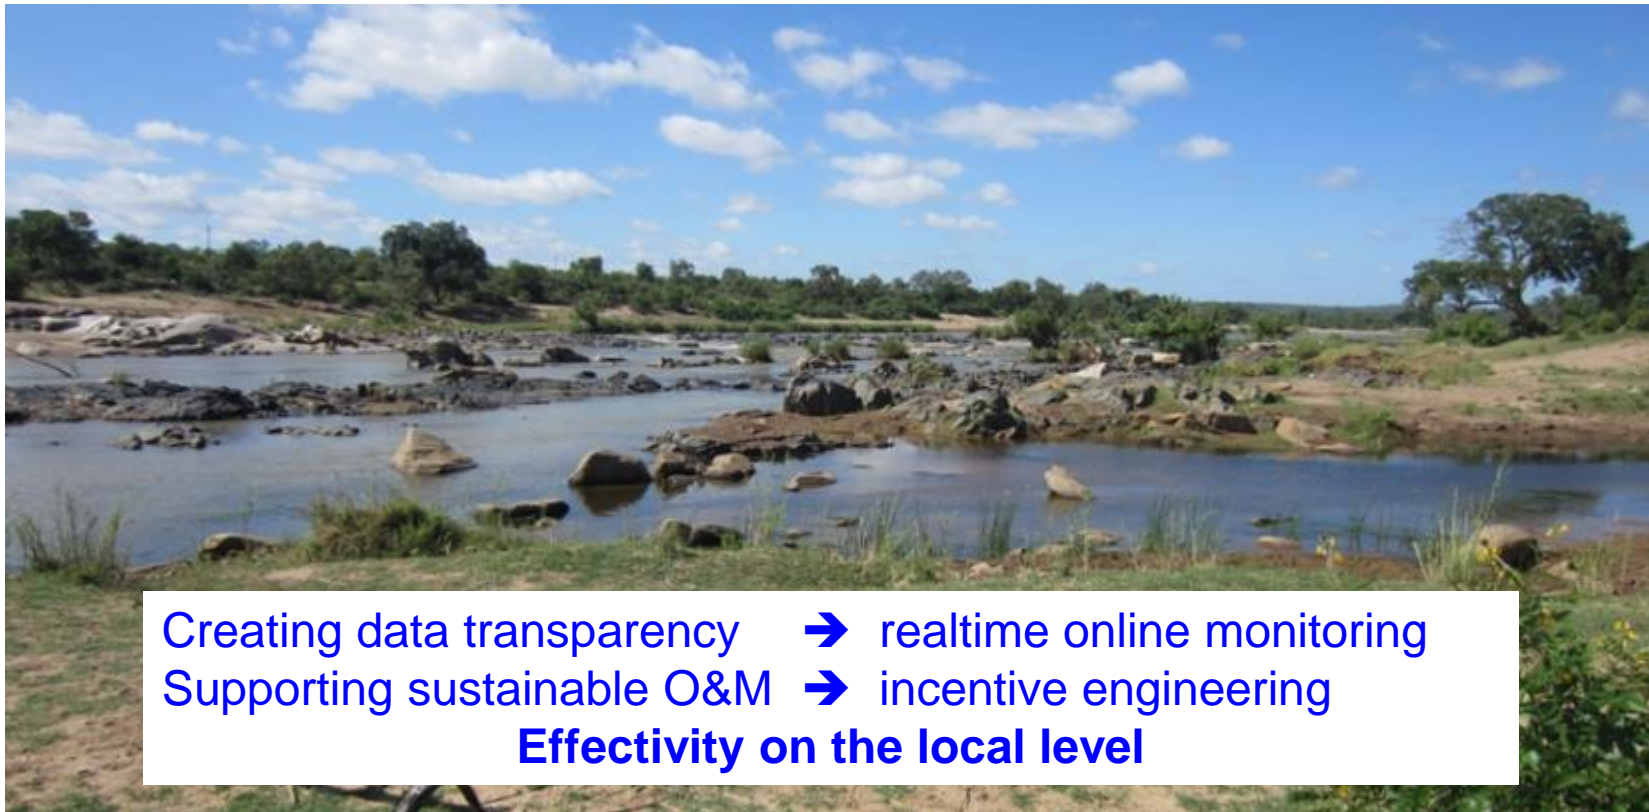 Creating data transparency ➔ realtime online monitoring
Supporting sustainable O&M ➔ incentive engineering
Effectivity on the local level